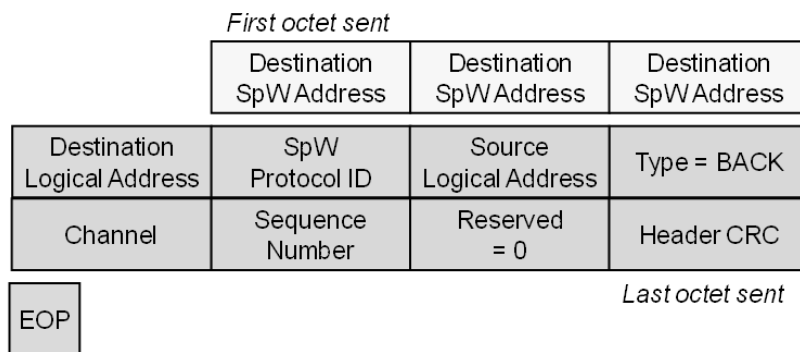 First octet sent
Destination
SpW Address
Destination
SpW Address
Destination
SpW Address
Destination
Logical Address
SpW
Protocol ID
Source
Logical Address
Type = BACK
Channel
Sequence
Number
Reserved
= 0
Header CRC
Last octet sent
EOP